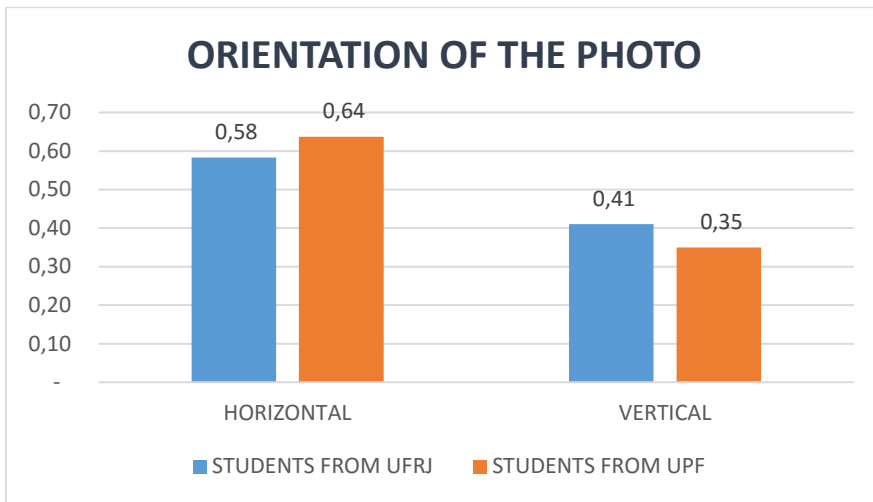 ORIENTATION OF THE PHOTO
0,70
0,60
0,50
0,40
0,30
0,20
0,10
-
0,58
0,64
0,41
0,35
HORIZONTAL
VERTICAL
STUDENTS FROM UFRJ
STUDENTS FROM UPF